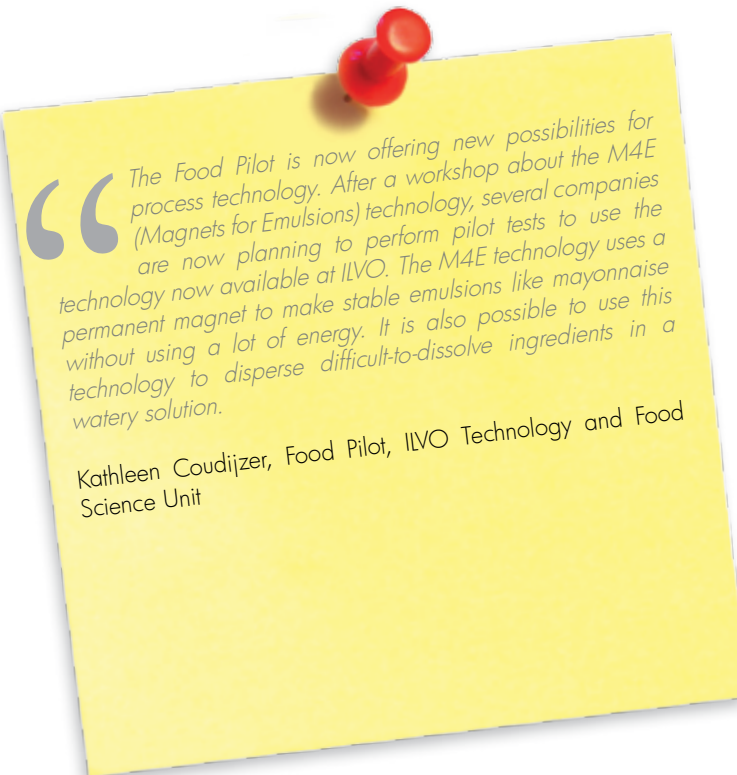 “
The Food Pilot is now offering new possibilities for
process technology. After a workshop about the M4E
(Magnets for Emulsions) technology, several companies
are now planning to perform pilot tests to use the
technology now available at ILVO. The M4E technology uses a
permanent magnet to make stable emulsions like mayonnaise
without using a lot of energy. It is also possible to use this
technology to disperse difficult-to-dissolve ingredients in a
watery solution.
Kathleen Coudijzer, Food Pilot, ILVO Technology and Food
Science Unit